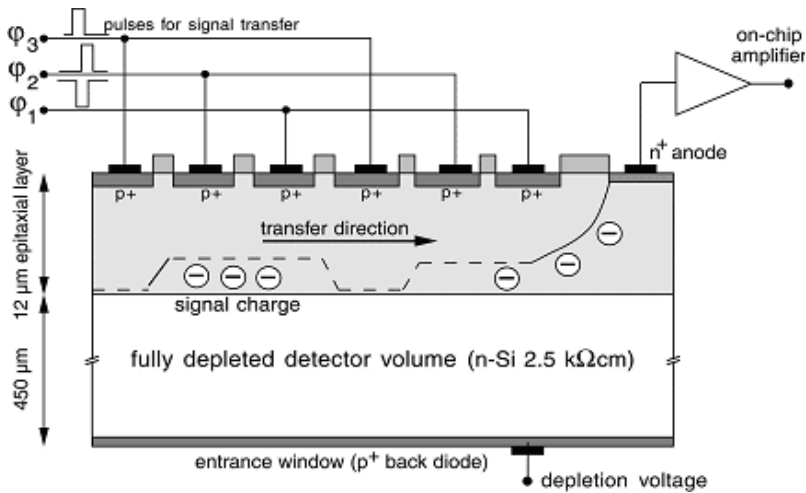 pulses for signal transfer
φ3
φ2
φ1
on-chip
amplifier
n+ anode
p+ p+ p+ p+ p+ p+
transfer direction
12 μm epitaxial layer
signal charge
450 μm
fully depleted detector volume (n-Si 2.5 kΩcm)
entrance window (p+ back diode)
depletion voltage